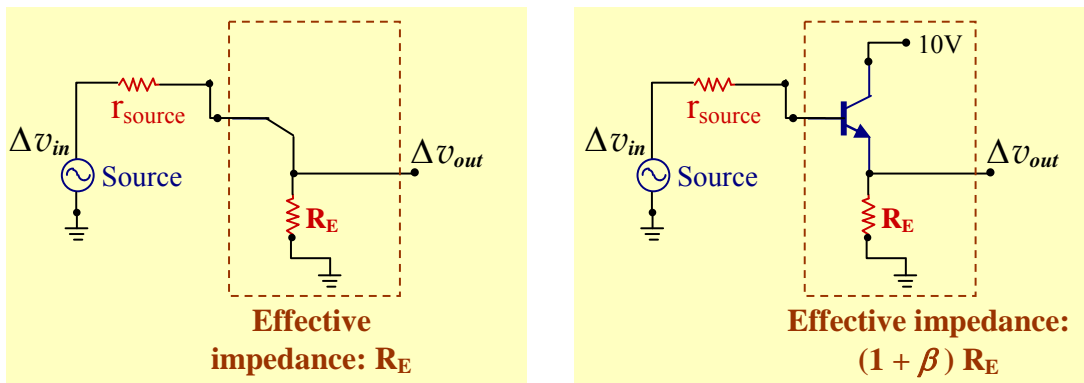 r_source
Δv_in
Source
Δv_out
R_E
Effective
impedance: R_E
10V
r_source
Δv_in
Source
Δv_out
R_E
Effective impedance:
(1 + β) R_E